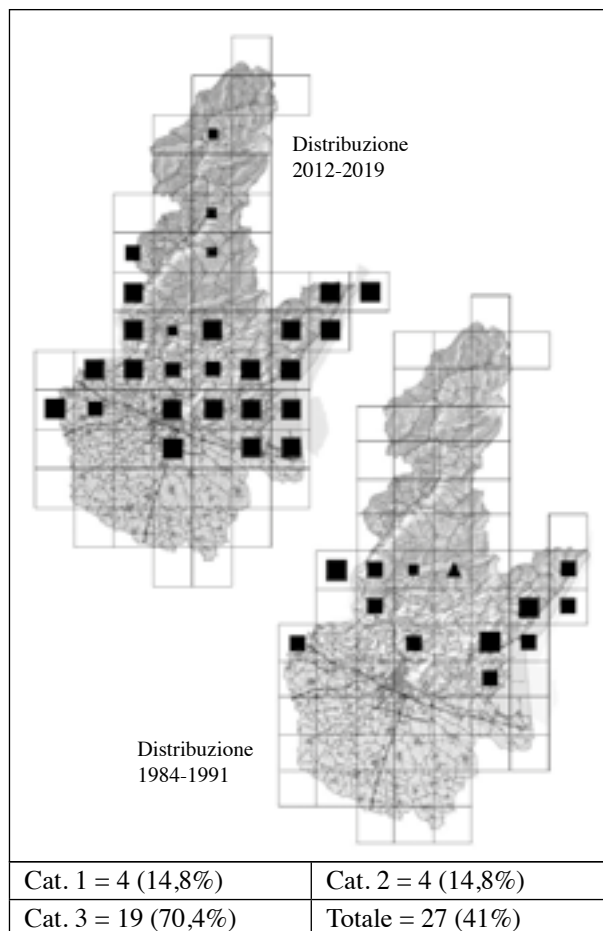 Distribuzione
2012-2019
Distribuzione
1984-1991
Cat. 1 = 4 (14,8%)
Cat. 2 = 4 (14,8%)
Cat. 3 = 19 (70,4%)
Totale = 27 (41%)